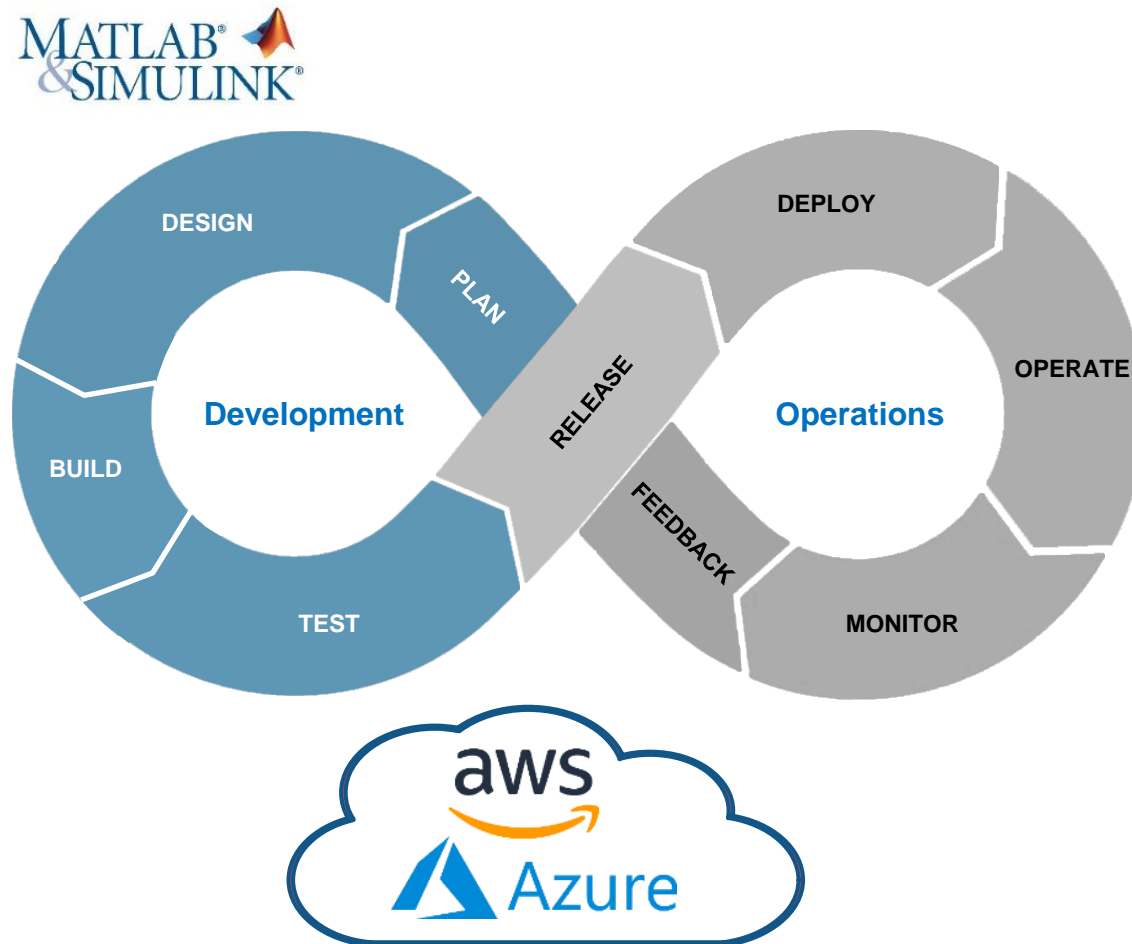 MATLAB®
&SIMULINK®
DESIGN
DEPLOY
PLAN
RELEASE
OPERATE
Development
Operations
BUILD
FEEDBACK
TEST
MONITOR
aws
Azure